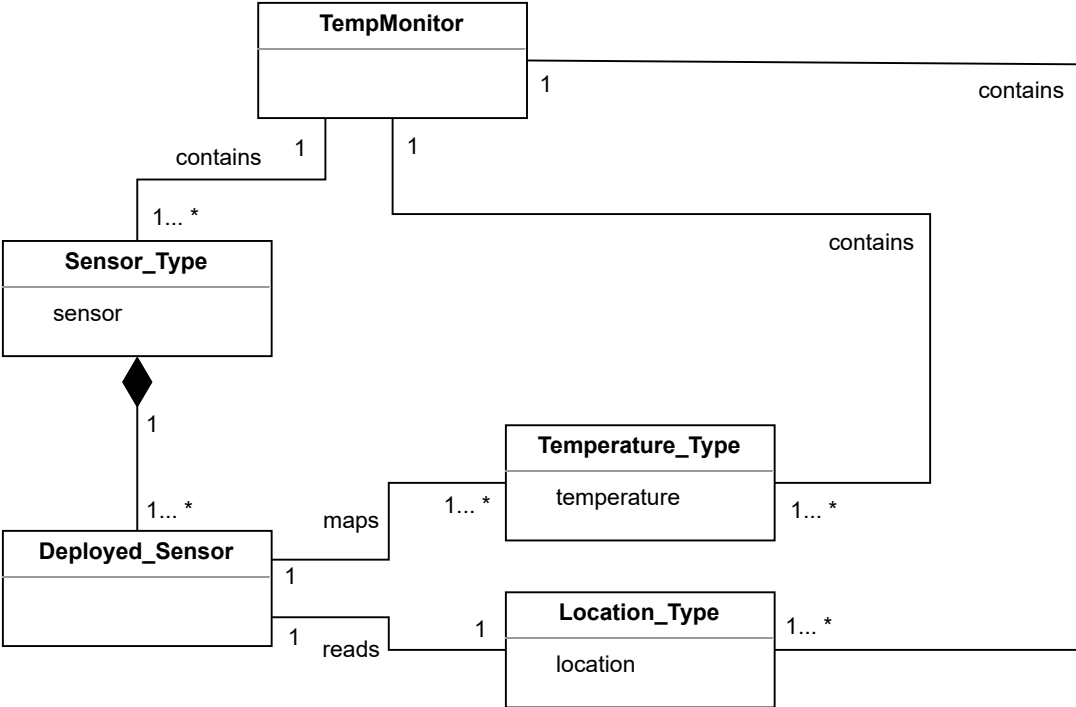 TempMonitor
1
contains
contains
1
1
1... *
contains
Sensor_Type
sensor
1
Temperature_Type
temperature
1... *
1... *
1... *
maps
Deployed_Sensor
1
Location_Type
location
1... *
1
1
reads